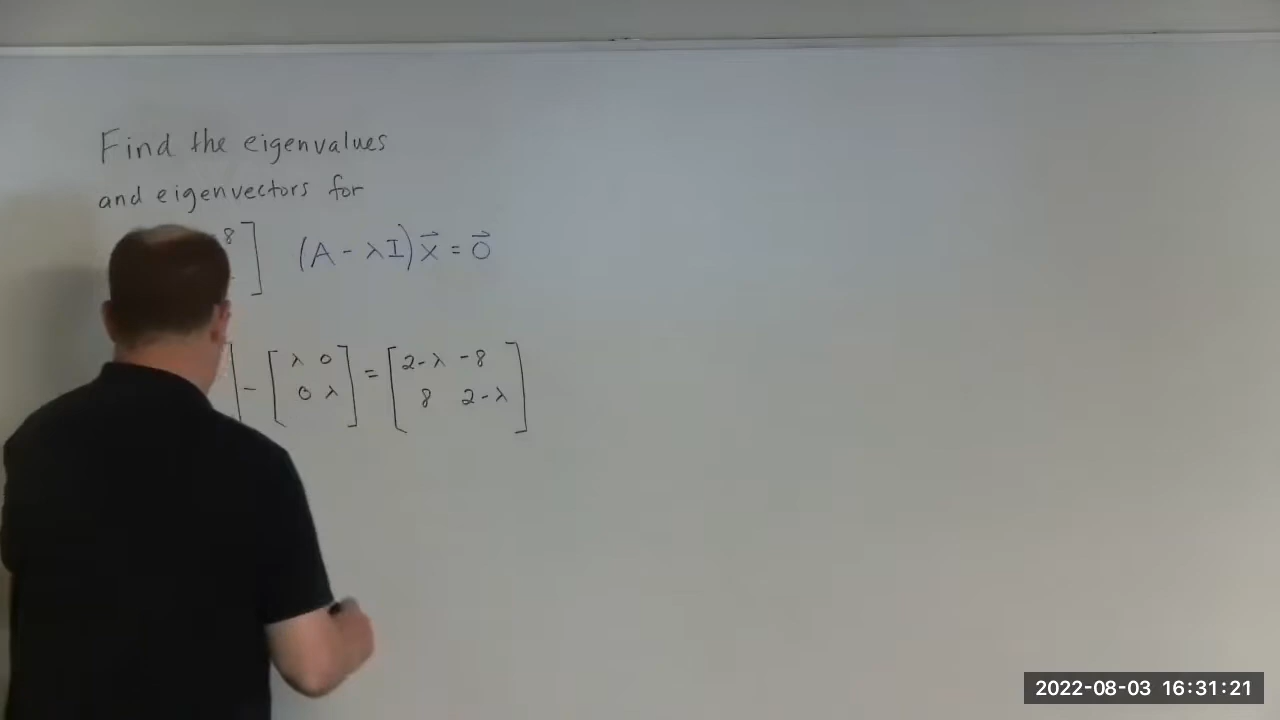 Find the eigenvalues
and eigenvectors for
8 ] (A - λI) x⃗ = 0⃗
] - [ λ 0 ] = [ 2-λ -8 ]
0 λ 8 2-λ
2022-08-03 16:31:21